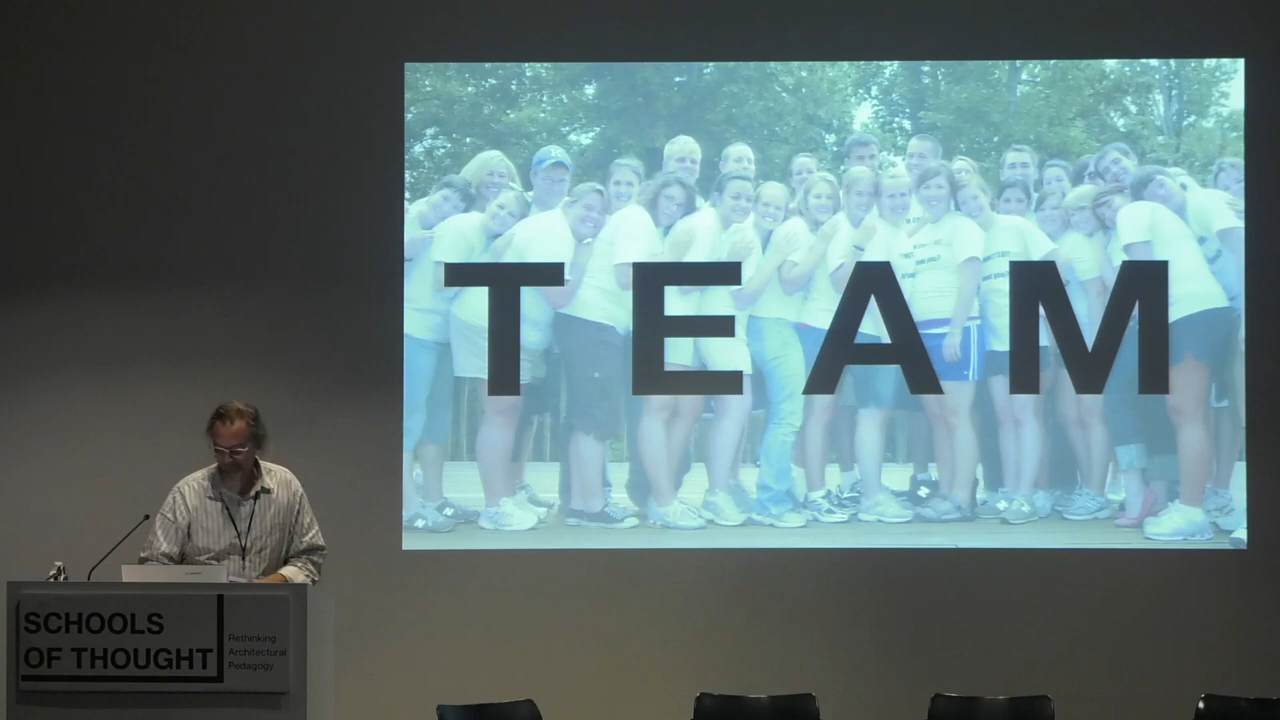 TEAM
SCHOOLS
OF THOUGHT
Rethinking
Architectural
Pedagogy